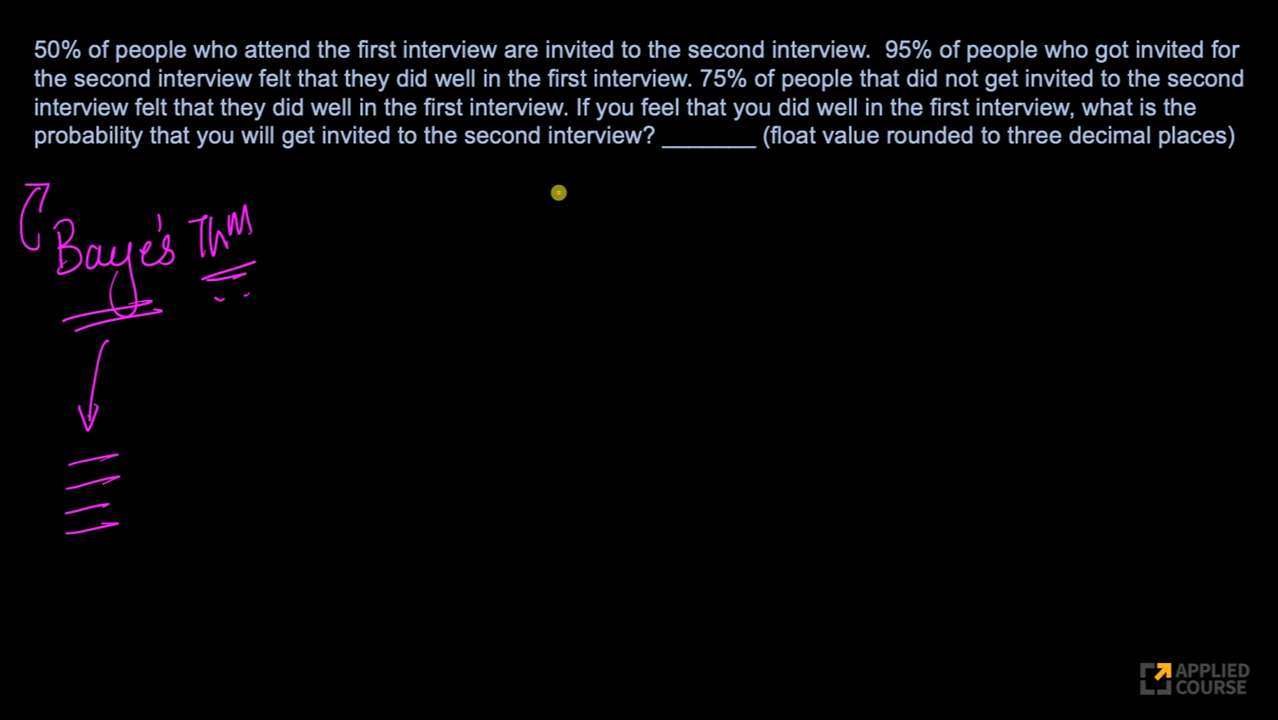 50% of people who attend the first interview are invited to the second interview.  95% of people who got invited for
the second interview felt that they did well in the first interview. 75% of people that did not get invited to the second
interview felt that they did well in the first interview. If you feel that you did well in the first interview, what is the
probability that you will get invited to the second interview? _______ (float value rounded to three decimal places)
Baye's Thm
APPLIED
COURSE